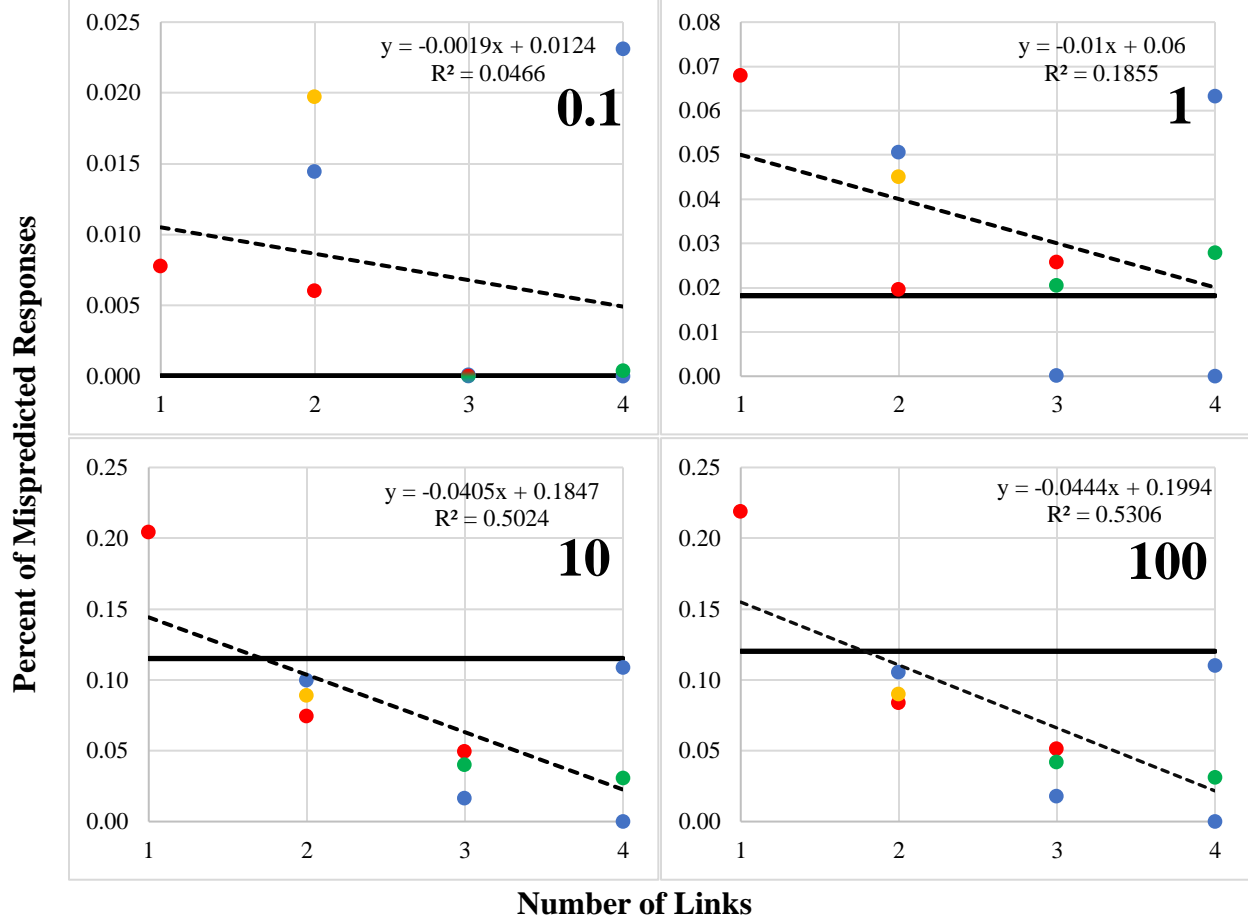 Percent of Mispredicted Responses
0.025
0.020
0.015
0.010
0.005
0.000
1 2 3 4
y = -0.0019x + 0.0124
R² = 0.0466
0.1
0.08
0.07
0.06
0.05
0.04
0.03
0.02
0.01
0.00
1 2 3 4
y = -0.01x + 0.06
R² = 0.1855
1
0.25
0.20
0.15
0.10
0.05
0.00
1 2 3 4
y = -0.0405x + 0.1847
R² = 0.5024
10
0.25
0.20
0.15
0.10
0.05
0.00
1 2 3 4
y = -0.0444x + 0.1994
R² = 0.5306
100
Number of Links